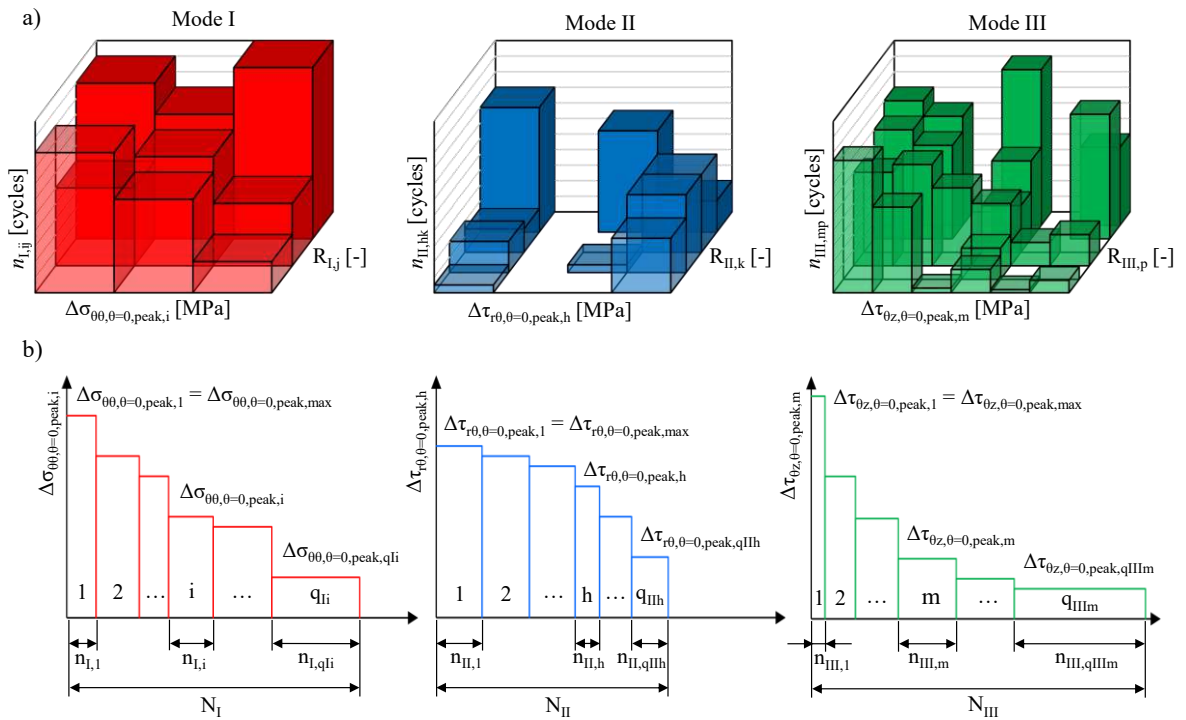 a)
Mode I
Mode II
Mode III
n_I,ij [cycles]
R_I,j [-]
Δσ_θθ,θ=0,peak,i [MPa]
n_II,hk [cycles]
R_II,k [-]
Δτ_rθ,θ=0,peak,h [MPa]
n_III,mp [cycles]
R_III,p [-]
Δτ_θz,θ=0,peak,m [MPa]
b)
Δσ_θθ,θ=0,peak,i
Δσ_θθ,θ=0,peak,1 = Δσ_θθ,θ=0,peak,max
Δσ_θθ,θ=0,peak,i
Δσ_θθ,θ=0,peak,qIi
1 2 … i … q_Ii
n_I,1 n_I,i n_I,qIi
N_I
Δτ_rθ,θ=0,peak,h
Δτ_rθ,θ=0,peak,1 = Δτ_rθ,θ=0,peak,max
Δτ_rθ,θ=0,peak,h
Δτ_rθ,θ=0,peak,qIIh
1 2 … h … q_IIh
n_II,1 n_II,h n_II,qIIh
N_II
Δτ_θz,θ=0,peak,m
Δτ_θz,θ=0,peak,1 = Δτ_θz,θ=0,peak,max
Δτ_θz,θ=0,peak,m
Δτ_θz,θ=0,peak,qIIIm
1 2 … m … q_IIIm
n_III,1 n_III,m n_III,qIIIm
N_III